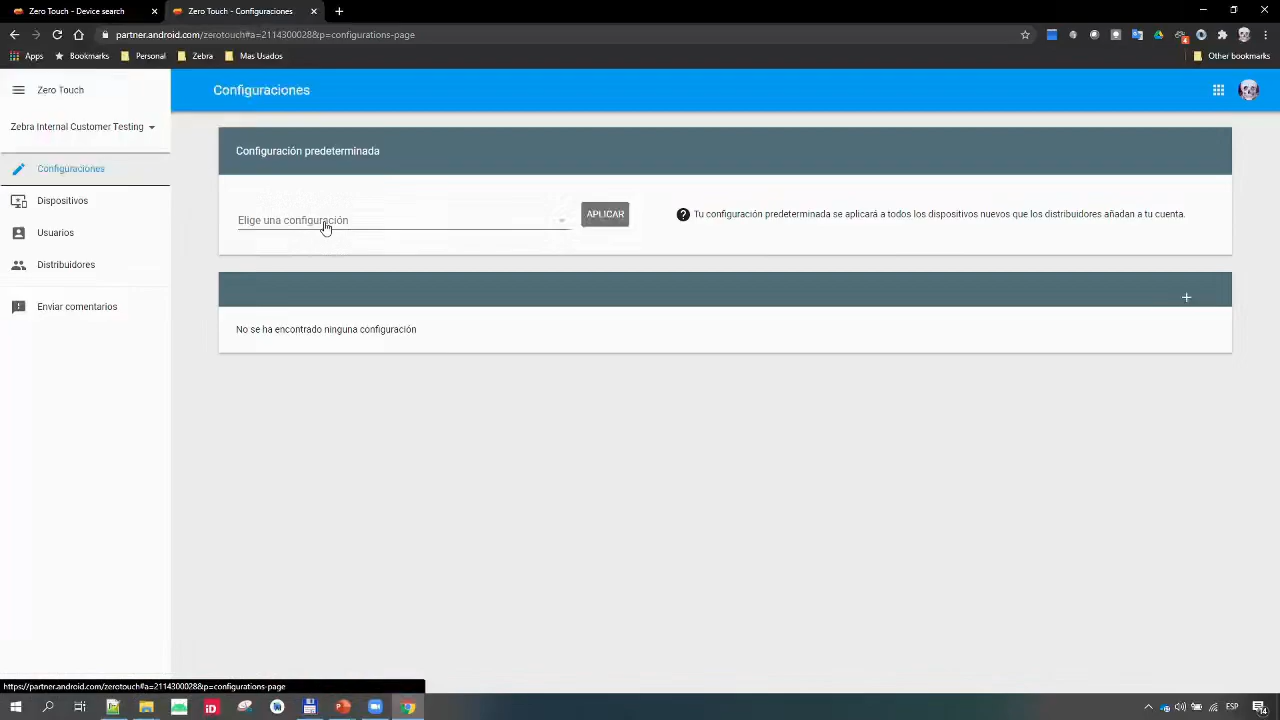 Zero Touch - Device search
Zero Touch - Configuraciones
partner.android.com/zerotouch#a=2114300028&p=configurations-page
Apps
Bookmarks
Personal
Zebra
Mas Usados
Other bookmarks
Zero Touch
Configuraciones
Zebra Internal Customer Testing
Configuración predeterminada
Configuraciones
Dispositivos
Elige una configuración
APLICAR
Tu configuración predeterminada se aplicará a todos los dispositivos nuevos que los distribuidores añadan a tu cuenta.
Usuarios
Distribuidores
Enviar comentarios
No se ha encontrado ninguna configuración
https://partner.android.com/zerotouch#a=2114300028&p=configurations-page
iD
ESP